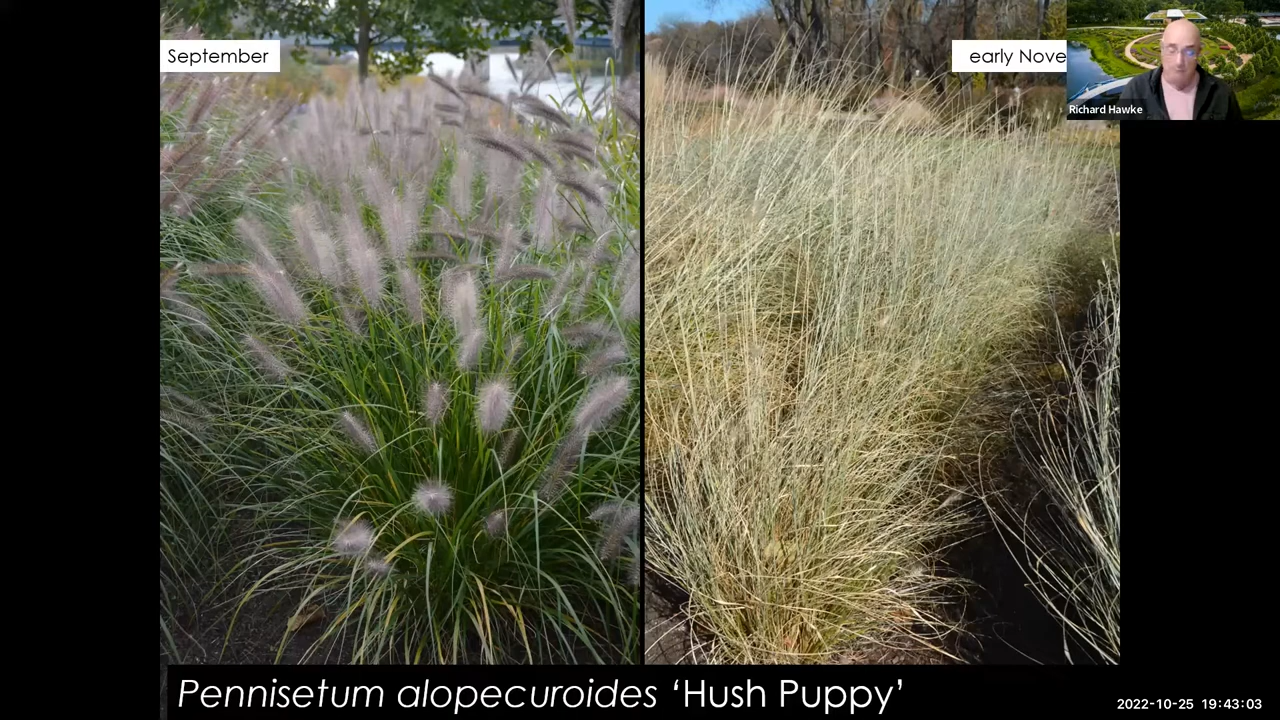 September
early Nove
Richard Hawke
Pennisetum alopecuroides ‘Hush Puppy’
2022-10-25 19:43:03